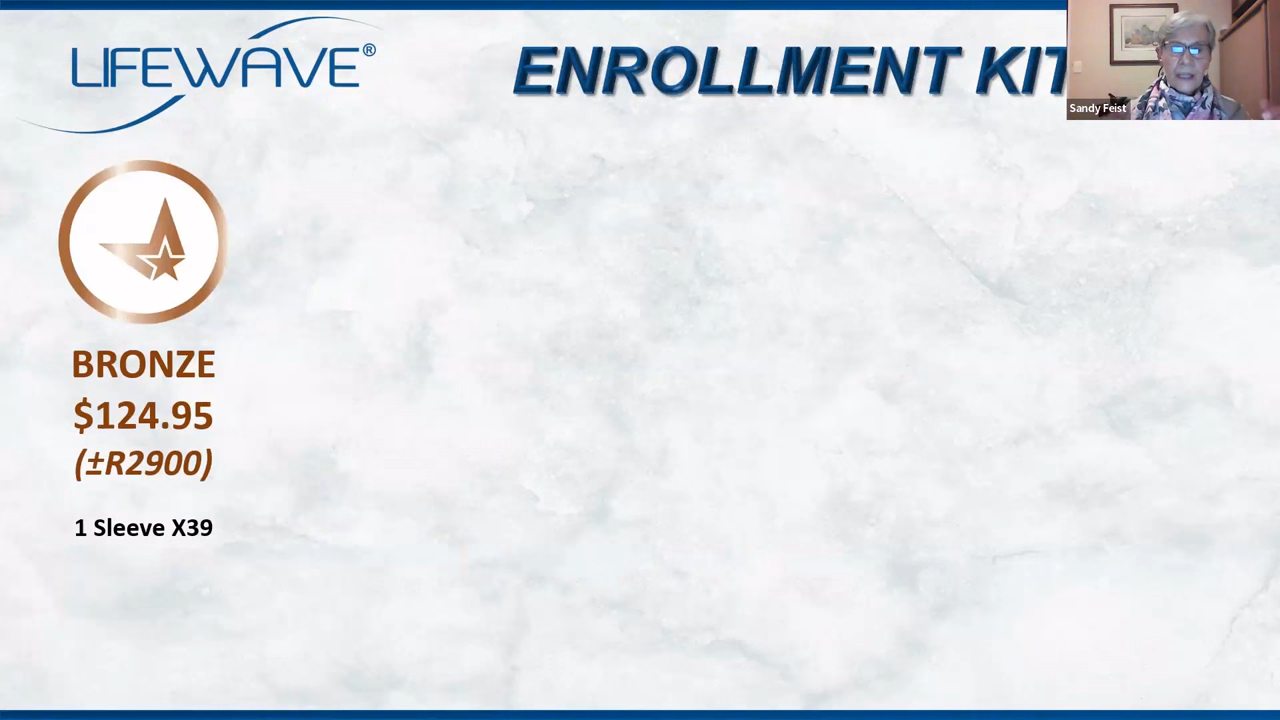 LIFEWAVE®
ENROLLMENT KIT
Sandy Feist
BRONZE
$124.95
(±R2900)
1 Sleeve X39